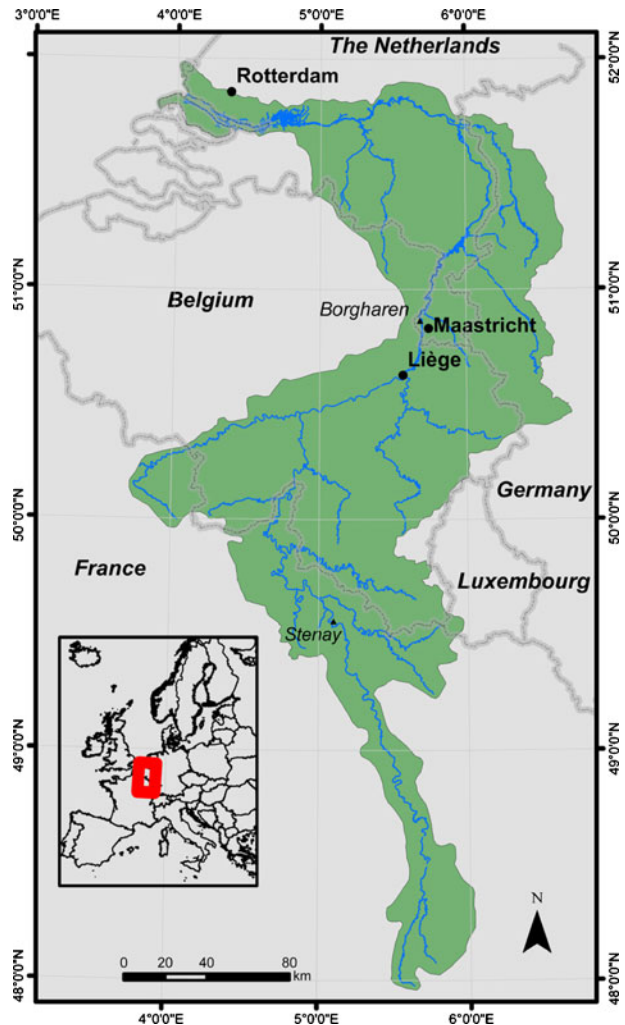 3°0'0"E 4°0'0"E 5°0'0"E 6°0'0"E
The Netherlands
52°0'0"N 52°0'0"N
Rotterdam
51°0'0"N 51°0'0"N
Belgium
Borgharen
Maastricht
Liège
Germany
50°0'0"N 50°0'0"N
France
Luxembourg
Stenay
49°0'0"N 49°0'0"N
N
0 20 40 80
km
48°0'0"N 48°0'0"N
4°0'0"E 5°0'0"E 6°0'0"E